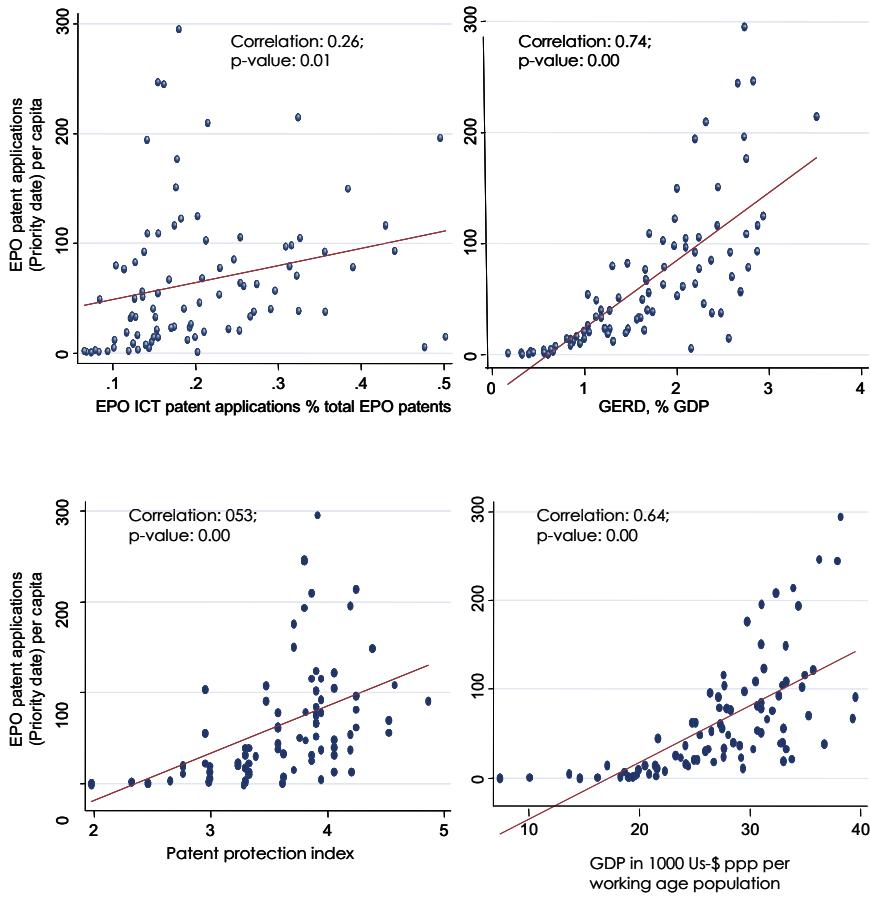 EPO patent applications
(Priority date) per capita
300
200
100
0
Correlation: 0.26;
p-value: 0.01
.1 .2 .3 .4 .5
EPO ICT patent applications % total EPO patents
300
200
100
0
Correlation: 0.74;
p-value: 0.00
0 1 2 3 4
GERD, % GDP
EPO patent applications
(Priority date) per capita
300
200
100
0
Correlation: 053;
p-value: 0.00
2 3 4 5
Patent protection index
300
200
100
0
Correlation: 0.64;
p-value: 0.00
10 20 30 40
GDP in 1000 Us-$ ppp per
working age population